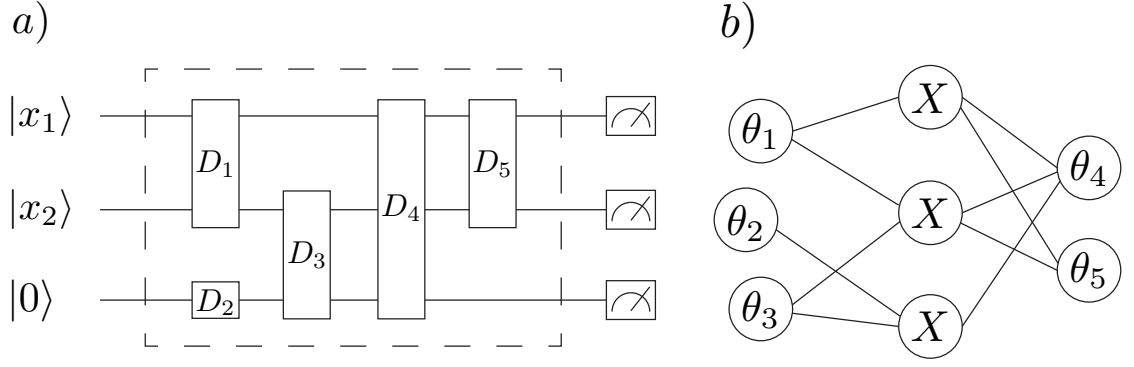 a)
|x₁⟩
|x₂⟩
|0⟩
D₁
D₂
D₃
D₄
D₅
b)
θ₁
θ₂
θ₃
X
X
X
θ₄
θ₅